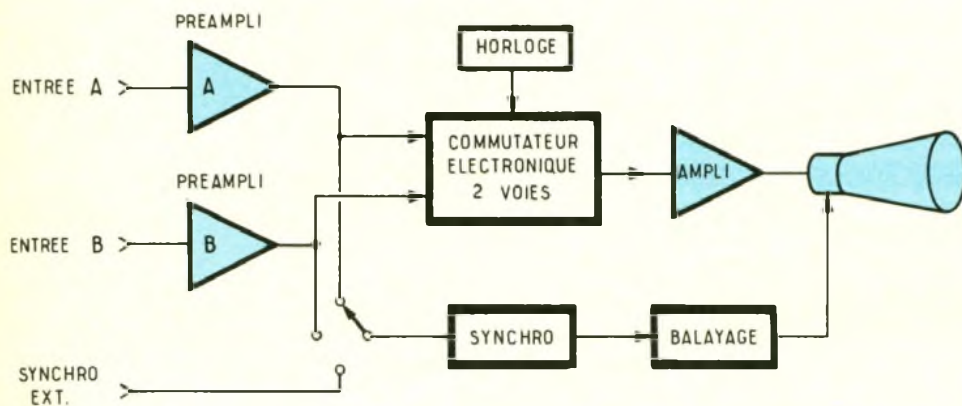 PREAMPLI
HORLOGE
ENTREE A
A
COMMUTATEUR
ELECTRONIQUE
2 VOIES
AMPLI
PREAMPLI
ENTREE B
B
SYNCHRO
BALAYAGE
SYNCHRO
EXT.